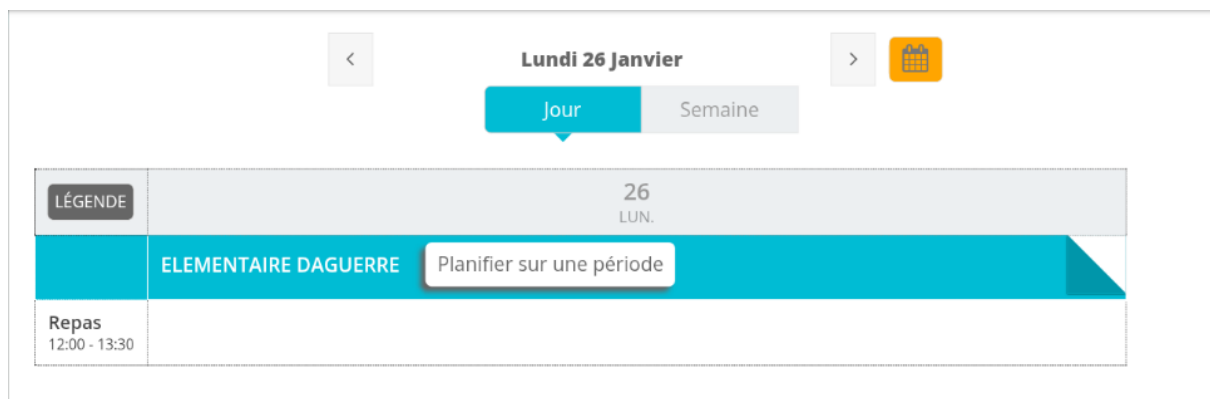 Lundi 26 Janvier
Jour Semaine
LÉGENDE
26
LUN.
ELEMENTAIRE DAGUERRE Planifier sur une période
Repas
12:00 - 13:30